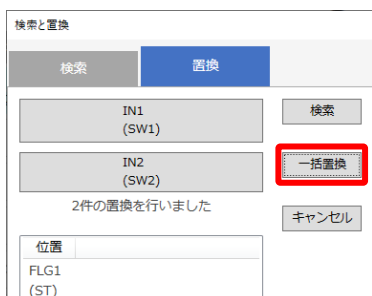 検索と置換
検索
置換
IN1
(SW1)
検索
IN2
(SW2)
一括置換
2件の置換を行いました
キャンセル
位置
FLG1
(ST)